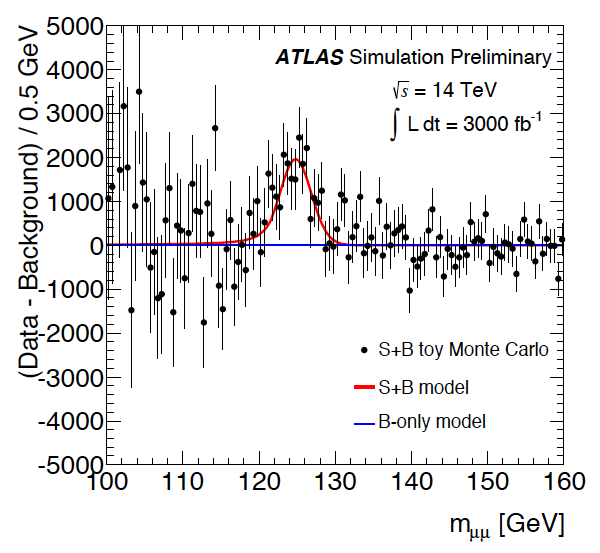 (Data - Background) / 0.5 GeV
5000
4000
3000
2000
1000
0
-1000
-2000
-3000
-4000
-5000
ATLAS Simulation Preliminary
√s = 14 TeV
∫ L dt = 3000 fb⁻¹
S+B toy Monte Carlo
S+B model
B-only model
100 110 120 130 140 150 160
mμμ [GeV]